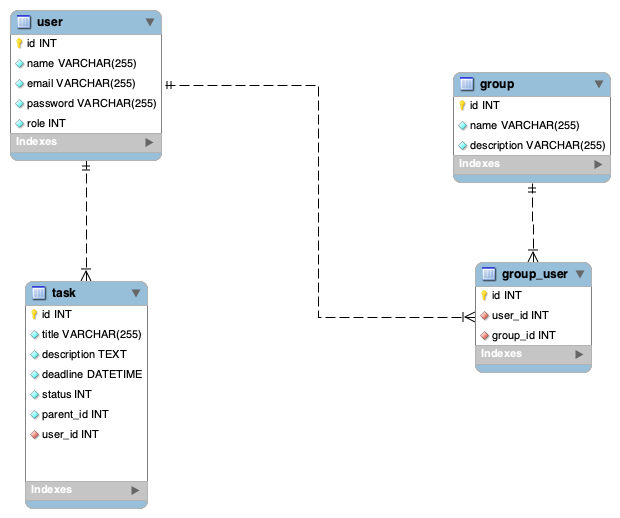 user
id INT
name VARCHAR(255)
email VARCHAR(255)
password VARCHAR(255)
role INT
Indexes
group
id INT
name VARCHAR(255)
description VARCHAR(255)
Indexes
task
id INT
title VARCHAR(255)
description TEXT
deadline DATETIME
status INT
parent_id INT
user_id INT
Indexes
group_user
id INT
user_id INT
group_id INT
Indexes